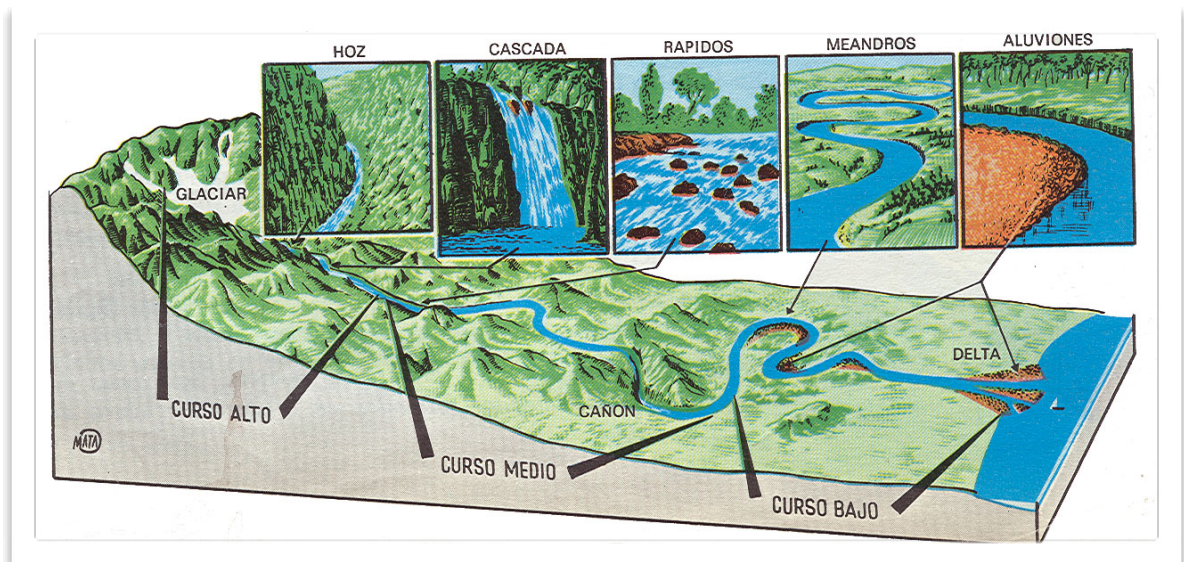 HOZ
CASCADA
RAPIDOS
MEANDROS
ALUVIONES
GLACIAR
DELTA
CAÑON
CURSO ALTO
CURSO MEDIO
CURSO BAJO
MATA